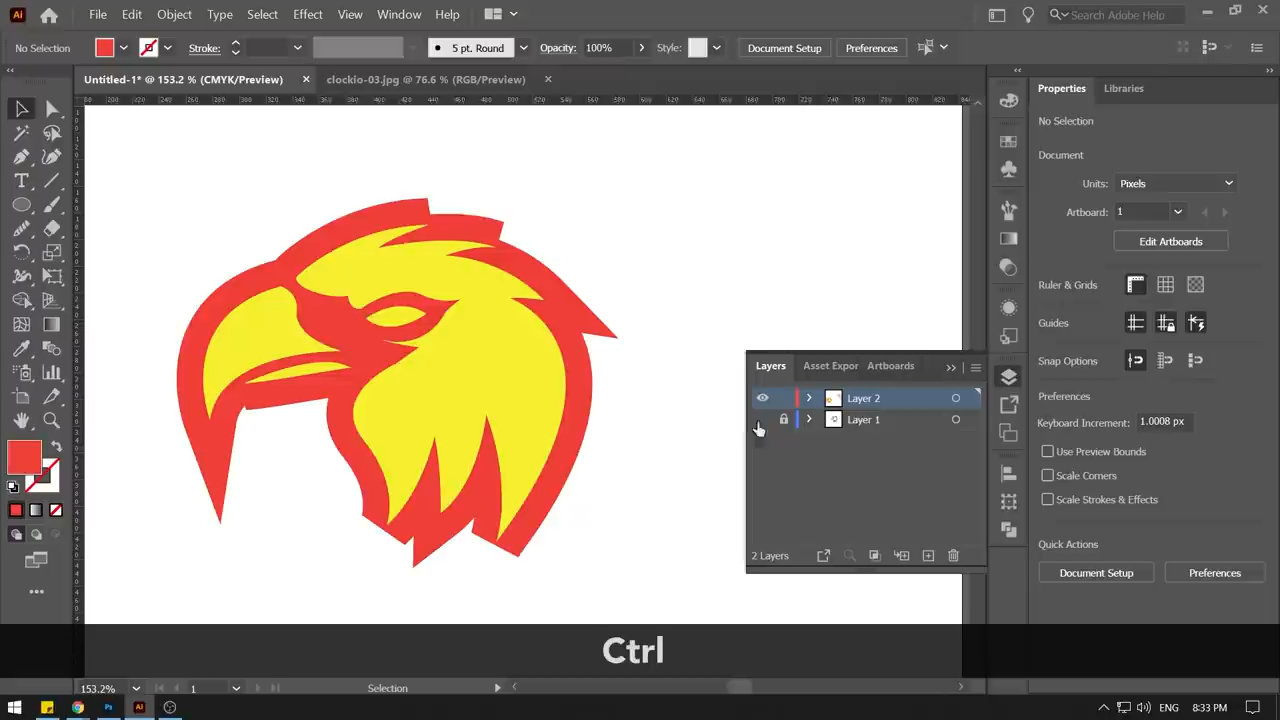 Ai File Edit Object Type Select Effect View Window Help Search Adobe Help
No Selection Stroke: 5 pt. Round Opacity: 100% Style: Document Setup Preferences
Untitled-1* @ 153.2 % (CMYK/Preview) × clockio-03.jpg @ 76.6 % (RGB/Preview) ×
Properties Libraries
No Selection
Document
Units: Pixels
Artboard: 1
Edit Artboards
Ruler & Grids
Guides
Snap Options
Preferences
Keyboard Increment: 1.0008 px
Use Preview Bounds
Scale Corners
Scale Strokes & Effects
Quick Actions
Document Setup Preferences
Layers Asset Expor Artboards
Layer 2
Layer 1
2 Layers
Ctrl
153.2% 1 Selection
Ps Ai ENG 8:33 PM